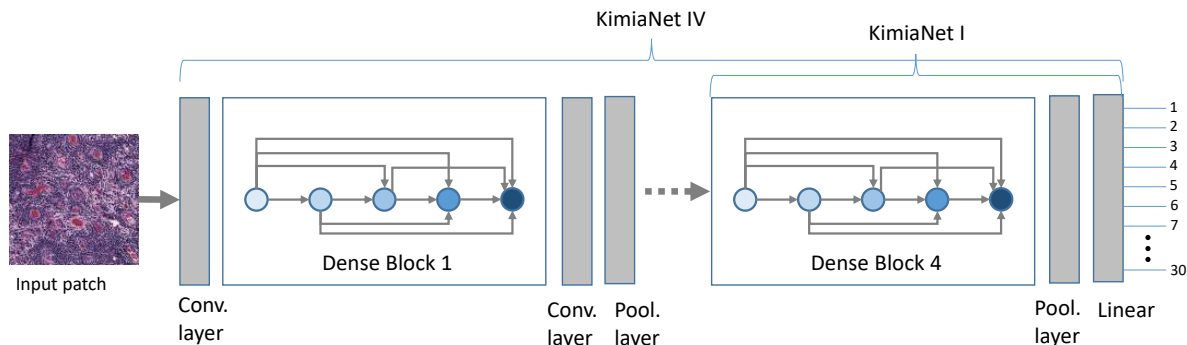 KimiaNet IV
KimiaNet I
1
2
3
4
5
6
7
30
Dense Block 1
Dense Block 4
Input patch
Conv.
layer
Conv.
layer
Pool.
layer
Pool.
layer
Linear